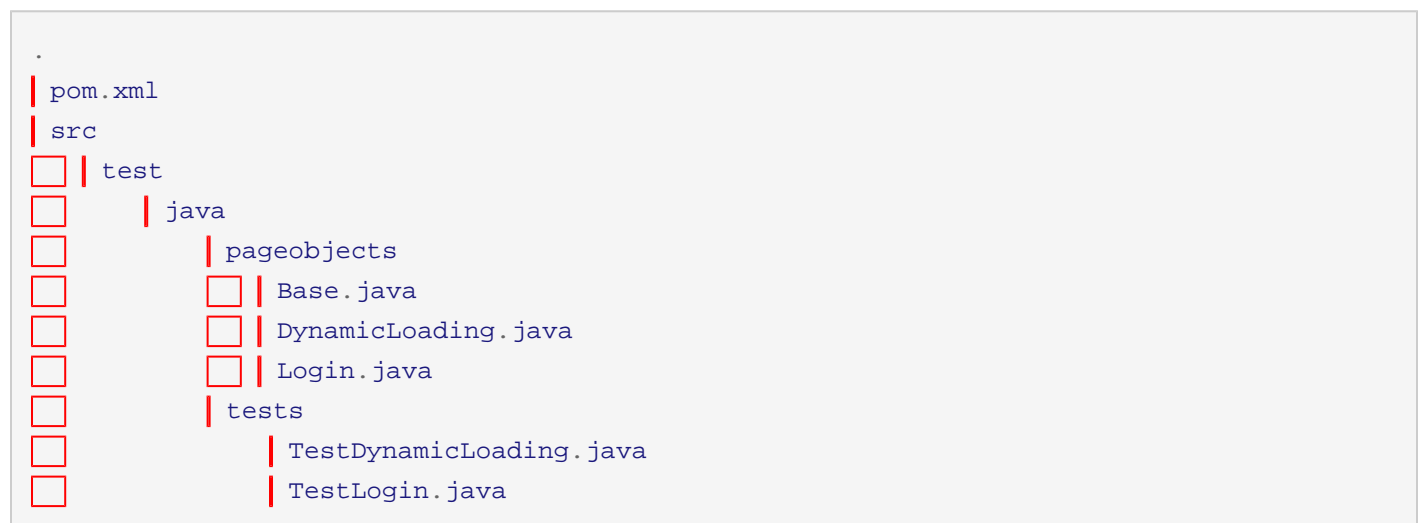 .
pom.xml
src
test
java
pageobjects
Base.java
DynamicLoading.java
Login.java
tests
TestDynamicLoading.java
TestLogin.java